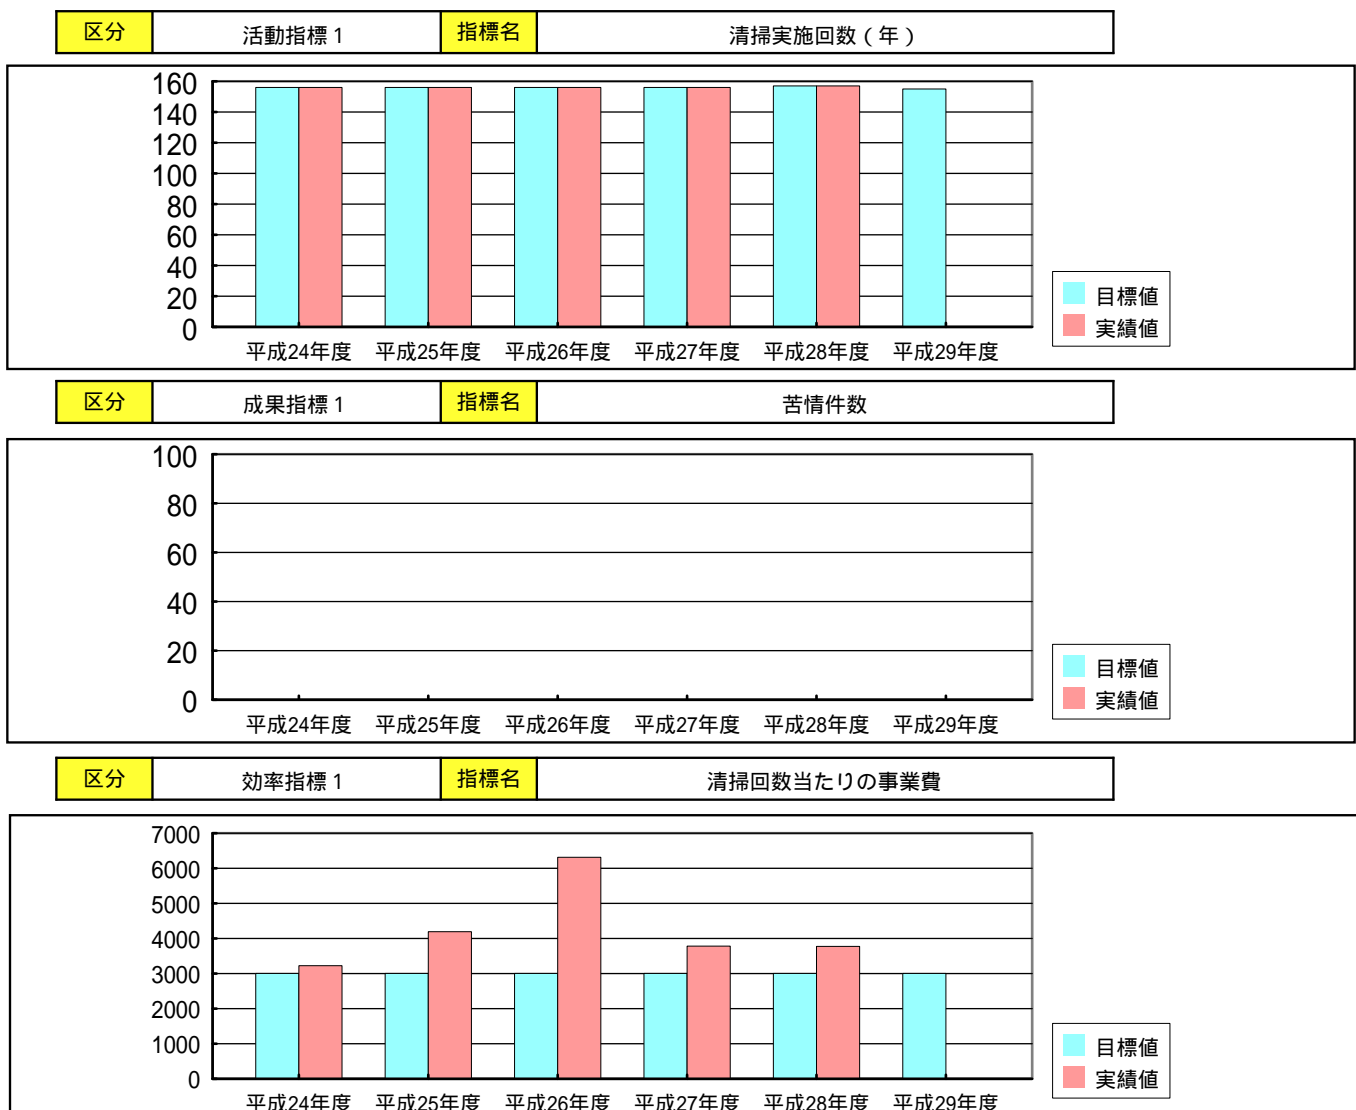 区分 活動指標1 指標名 清掃実施回数(年)
160
140
120
100
80
60
40
20
0
平成24年度 平成25年度 平成26年度 平成27年度 平成28年度 平成29年度
目標値
実績値
区分 成果指標1 指標名 苦情件数
100
80
60
40
20
0
平成24年度 平成25年度 平成26年度 平成27年度 平成28年度 平成29年度
目標値
実績値
区分 効率指標1 指標名 清掃回数当たりの事業費
7000
6000
5000
4000
3000
2000
1000
0
平成24年度 平成25年度 平成26年度 平成27年度 平成28年度 平成29年度
目標値
実績値